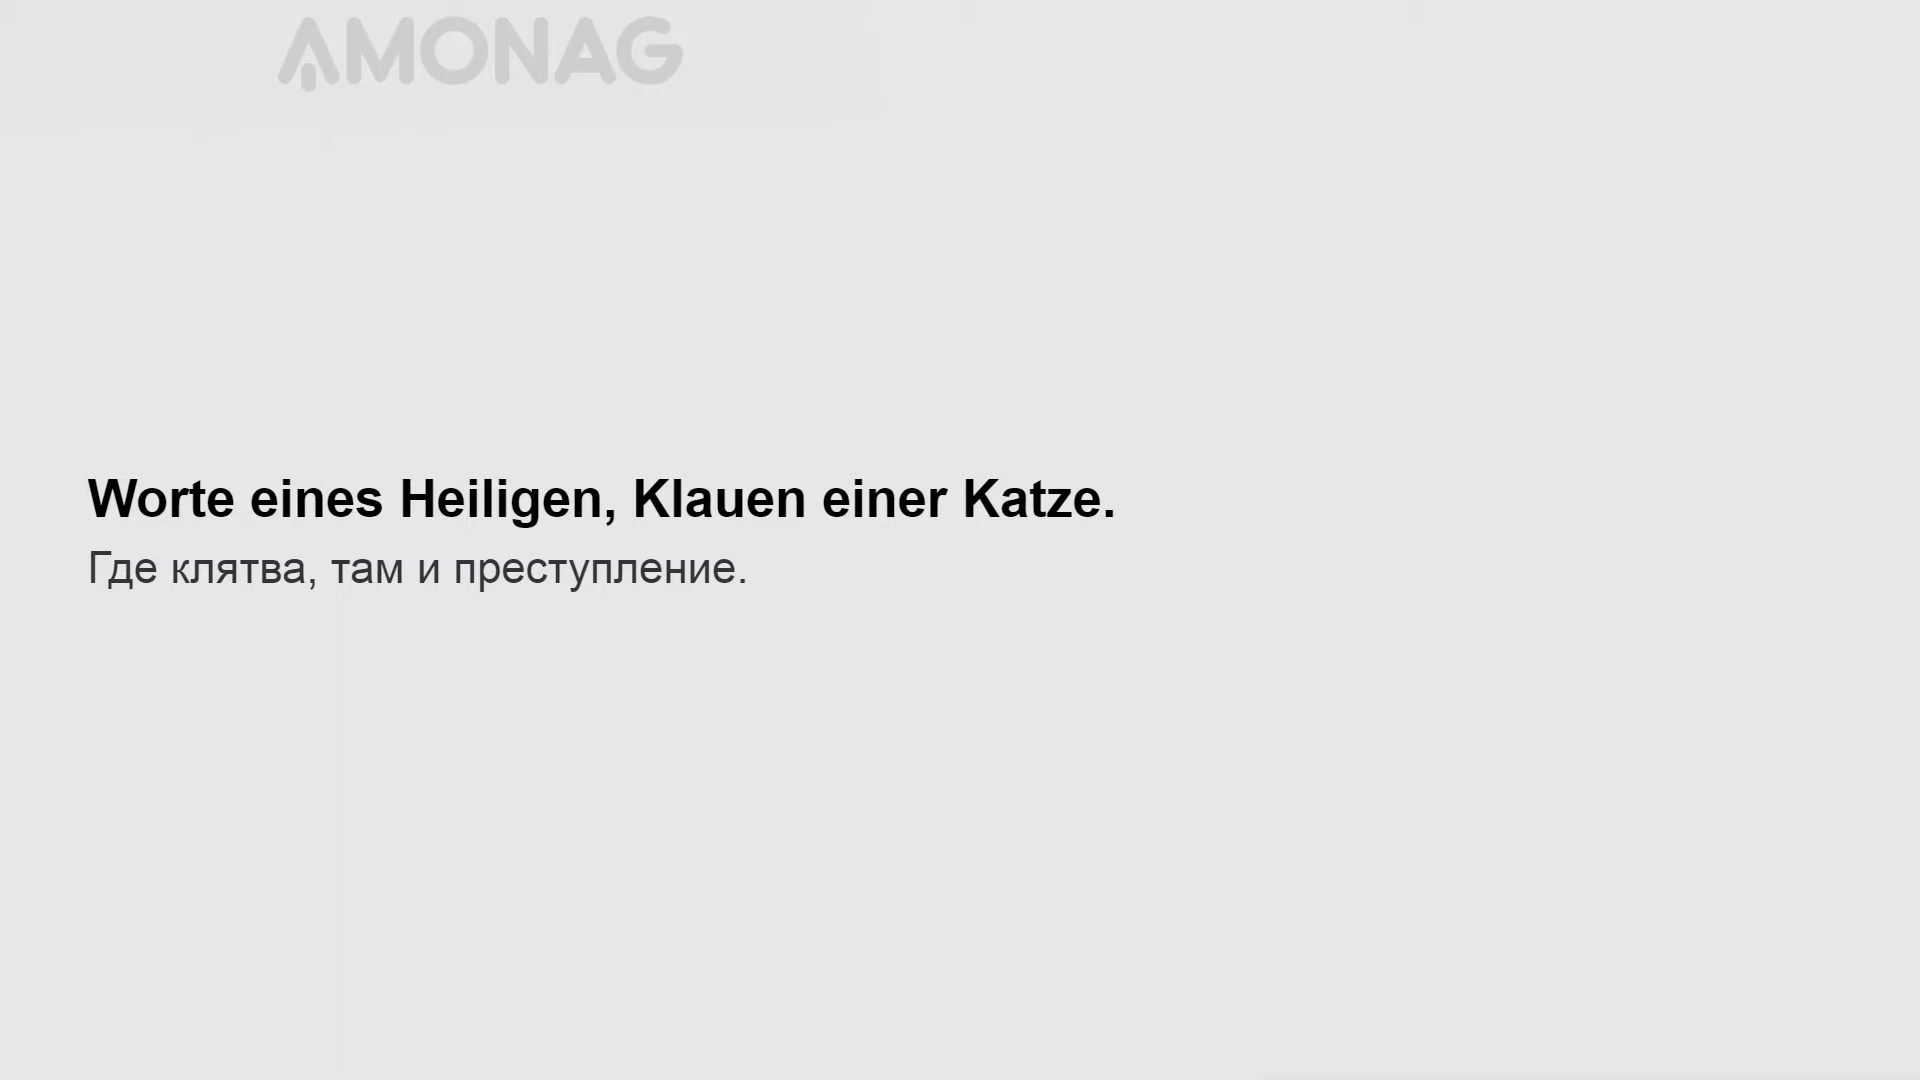 AMONAG
Worte eines Heiligen, Klauen einer Katze.
Где клятва, там и преступление.